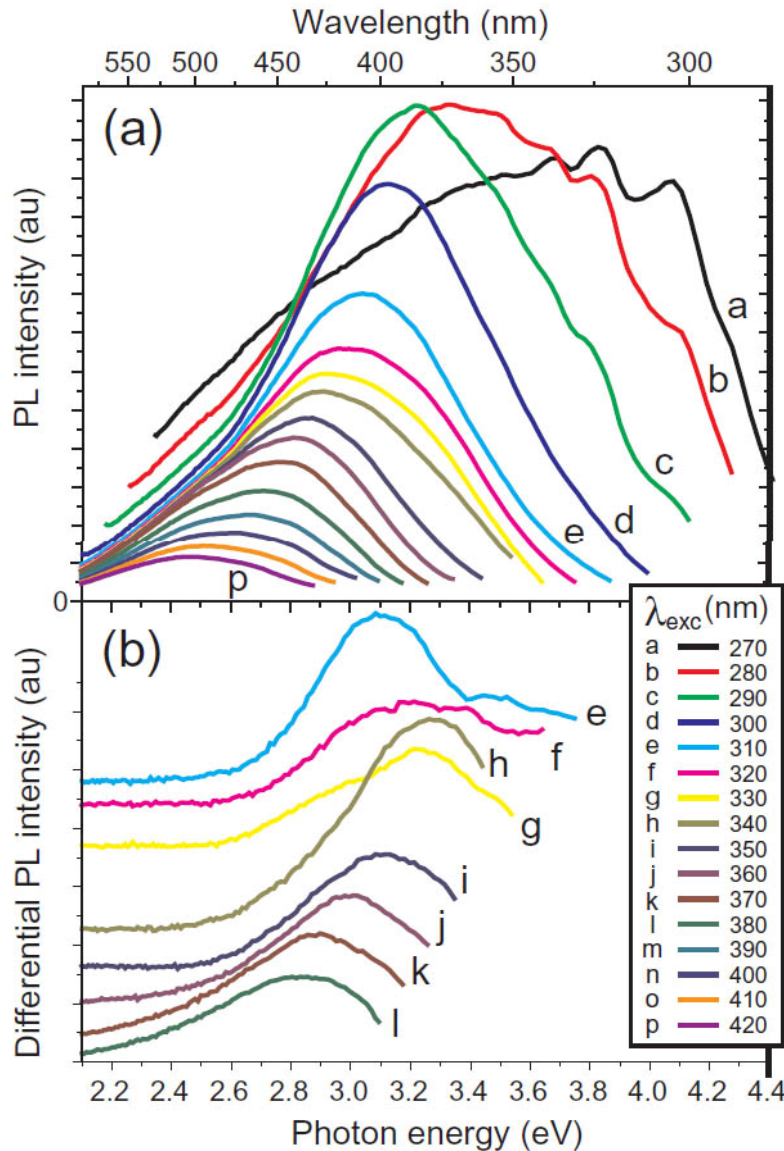 Wavelength (nm)
550 500 450 400 350 300
(a)
PL intensity (au)
a
b
c
d
e
p
0
(b)
Differential PL intensity (au)
e
f
h
g
i
j
k
l
λexc (nm)
a 270
b 280
c 290
d 300
e 310
f 320
g 330
h 340
i 350
j 360
k 370
l 380
m 390
n 400
o 410
p 420
2.2 2.4 2.6 2.8 3.0 3.2 3.4 3.6 3.8 4.0 4.2 4.4
Photon energy (eV)